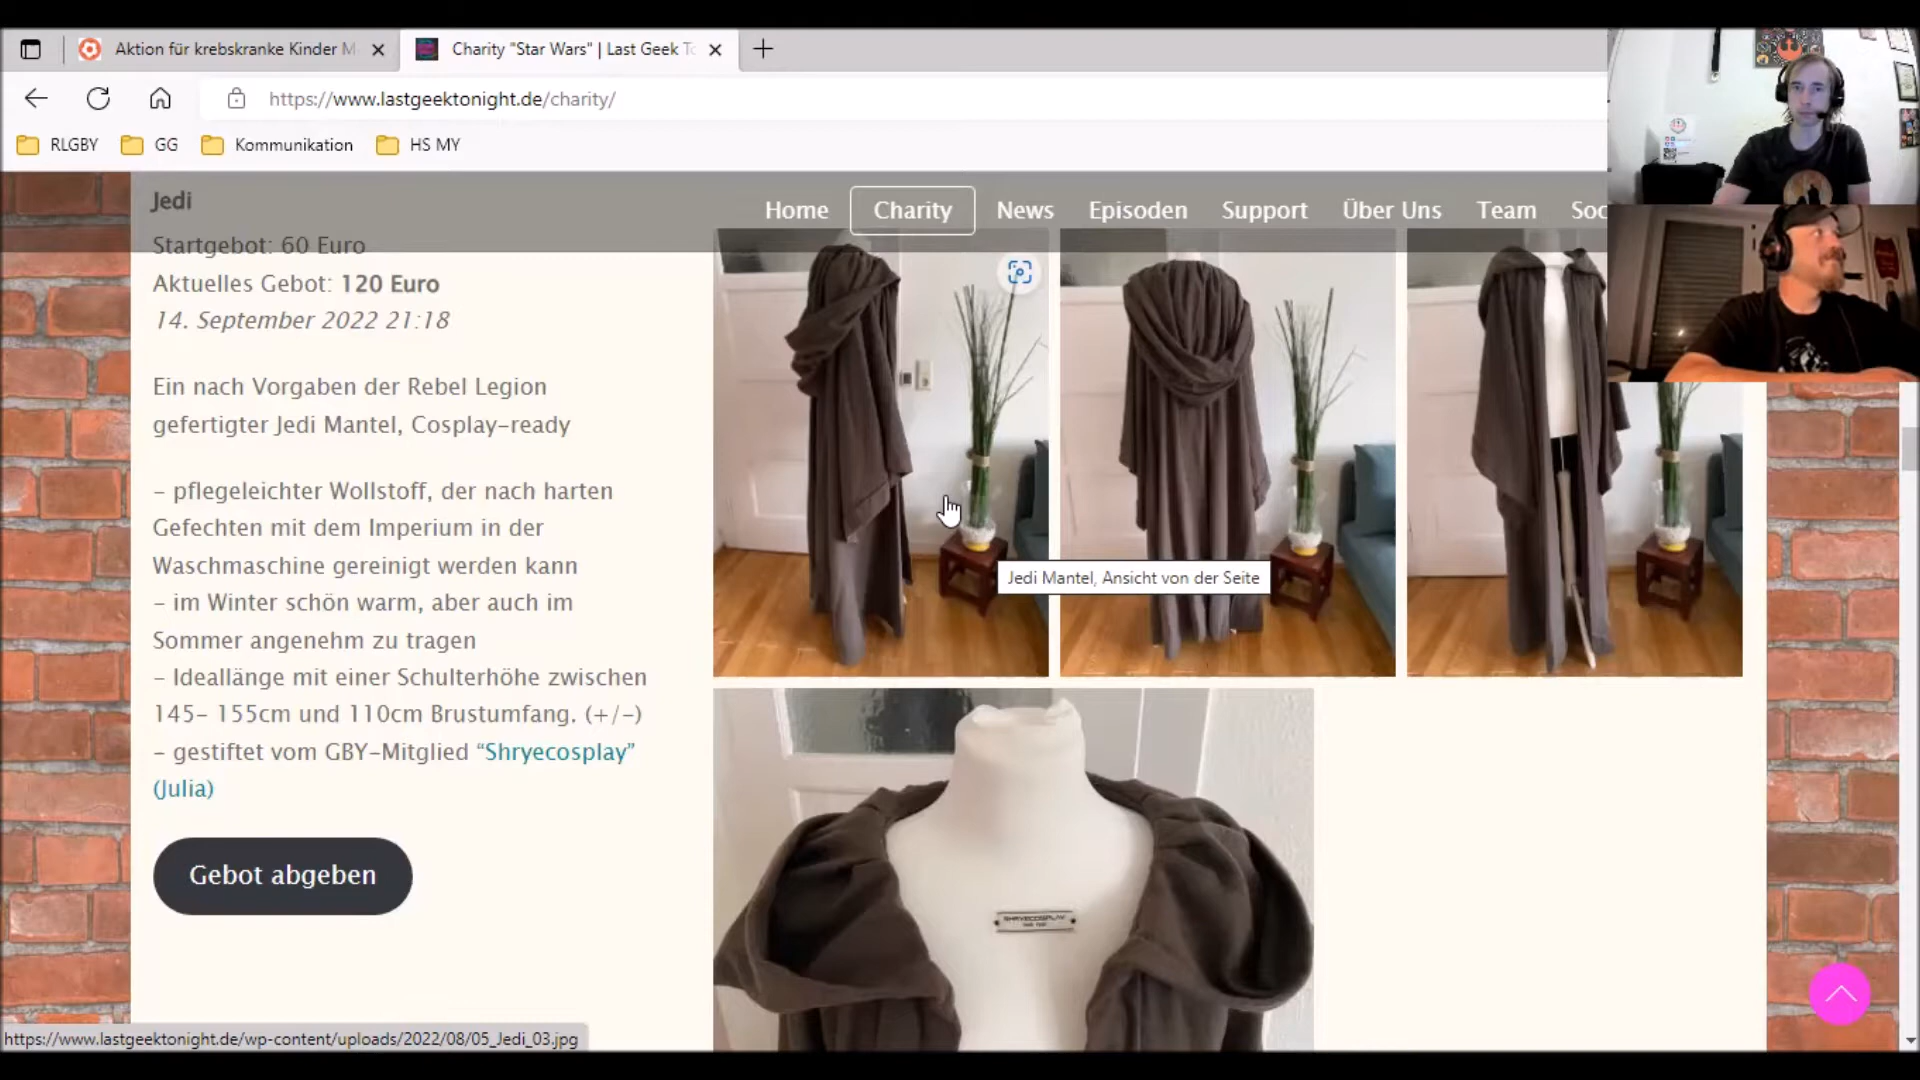 Aktion für krebskranke Kinder M
Charity "Star Wars" | Last Geek To
https://www.lastgeektonight.de/charity/
RLGBY
GG
Kommunikation
HS MY
Jedi
Home
Charity
News
Episoden
Support
Über Uns
Team
Soc
Startgebot: 60 Euro
Aktuelles Gebot: 120 Euro
14. September 2022 21:18
Ein nach Vorgaben der Rebel Legion
gefertigter Jedi Mantel, Cosplay-ready
- pflegeleichter Wollstoff, der nach harten
Gefechten mit dem Imperium in der
Waschmaschine gereinigt werden kann
- im Winter schön warm, aber auch im
Sommer angenehm zu tragen
- Ideallänge mit einer Schulterhöhe zwischen
145- 155cm und 110cm Brustumfang. (+/-)
- gestiftet vom GBY-Mitglied “Shryecosplay”
(Julia)
Gebot abgeben
Jedi Mantel, Ansicht von der Seite
SHRYECOSPLAY
https://www.lastgeektonight.de/wp-content/uploads/2022/08/05_Jedi_03.jpg